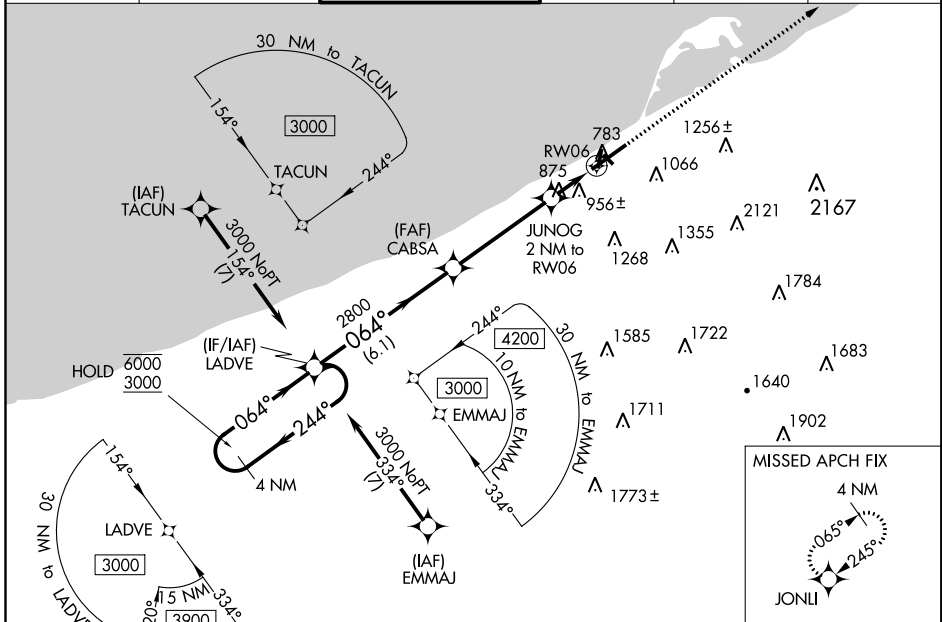 30 NM to TACUN
154°
3000
244°
TACUN
(IAF)
TACUN
3000 NoPT
154°
(7)
783
RW06
875
956±
1256±
1066
2167
2121
1355
1268
JUNOG
2 NM to
RW06
(FAF)
CABSA
1784
2800
064°
(6.1)
(IF/IAF)
LADVE
HOLD
6000
3000
064°
244°
4 NM
244°
4200
3000
10 NM to EMMAJ
30 NM to EMMAJ
EMMAJ
334°
1585
1722
1683
1640
1711
1902
1773±
3000 NoPT
334°
(7)
(IAF)
EMMAJ
154°
LADVE
30 NM to LADVE
3000
15 NM
334°
20°
3900
MISSED APCH FIX
4 NM
065°
245°
JONLI